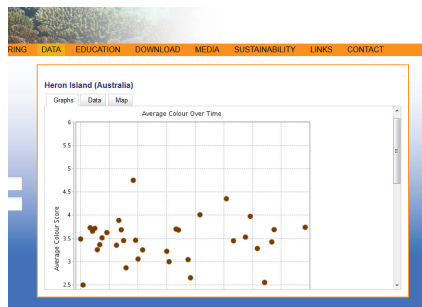 RING DATA EDUCATION DOWNLOAD MEDIA SUSTAINABILITY LINKS CONTACT
Heron Island (Australia)
Graphs Data Map
Average Colour Over Time
6
5.5
5
4.5
4
3.5
3
2.5
Average Colour Score